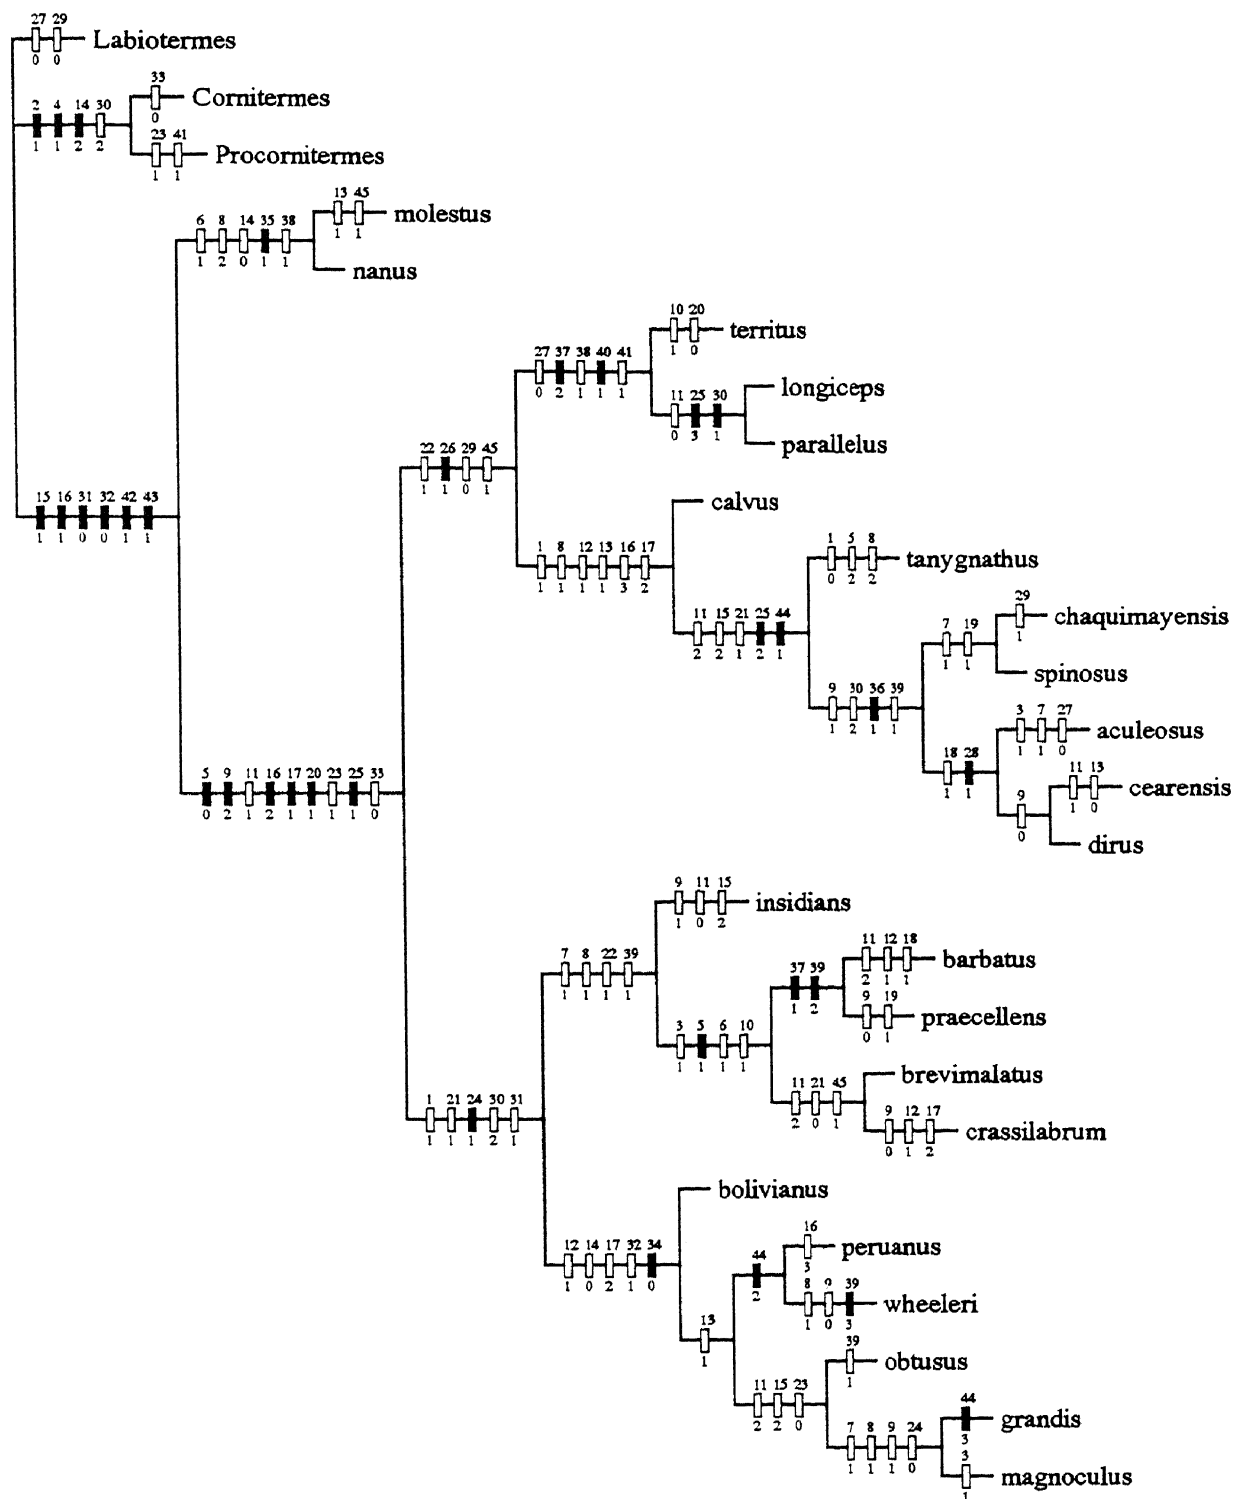 27 29
Labiotermes
0 0
33
Cornitermes
0
2 4 14 30
1 1 2 2
23 41
Procornitermes
1 1
13 45
molestus
1 1
6 8 14 35 38
1 2 0 1 1
nanus
10 20
territus
1 0
27 37 38 40 41
0 2 1 1 1
longiceps
11 25 30
0 3 1
parallelus
22 26 29 45
1 1 0 1
calvus
15 16 31 32 42 43
1 1 0 0 1 1
1 8 12 13 16 17
1 1 1 1 3 2
1 5 8
tanygnathus
0 2 2
29
chaquimayensis
1
11 15 21 25 44
2 2 1 2 1
7 19
1 1
spinosus
9 30 36 39
1 2 1 1
3 7 27
aculeosus
1 1 0
18 28
1 1
11 13
cearensis
1 0
5 9 11 16 17 20 23 25 33
0 2 1 2 1 1 1 1 0
9
0
dirus
9 11 15
insidians
1 0 2
11 12 18
barbatus
2 1 1
7 8 22 39
1 1 1 1
37 39
1 2
9 19
praecellens
0 1
3 5 6 10
1 1 1 1
brevimalatus
11 21 45
2 0 1
1 21 24 30 31
1 1 1 2 1
9 12 17
crassilabrum
0 1 2
bolivianus
16
peruanus
3
12 14 17 32 34
1 0 2 1 0
44
2
8 9 39
wheeleri
1 0 3
13
1
39
obtusus
1
11 15 23
2 2 0
44
grandis
3
7 8 9 24
1 1 1 0
3
magnoculus
1